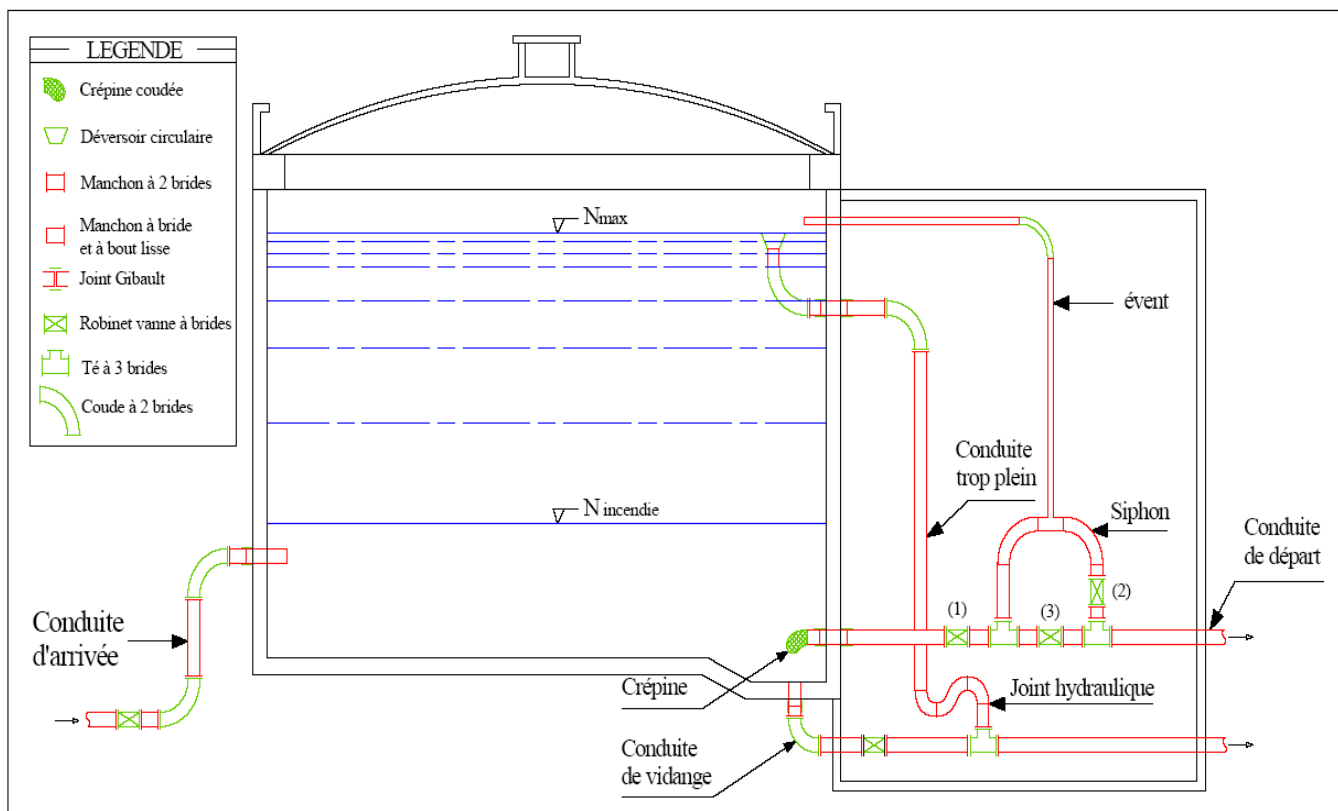 LEGENDE
Crépine coudée
Déversoir circulaire
Manchon à 2 brides
Manchon à bride
et à bout lisse
Joint Gibault
Robinet vanne à brides
Té à 3 brides
Coude à 2 brides
Nmax
évent
Conduite
trop plein
Siphon
Conduite
de départ
N incendie
(1)
(3)
(2)
Conduite
d'arrivée
Crépine
Joint hydraulique
Conduite
de vidange